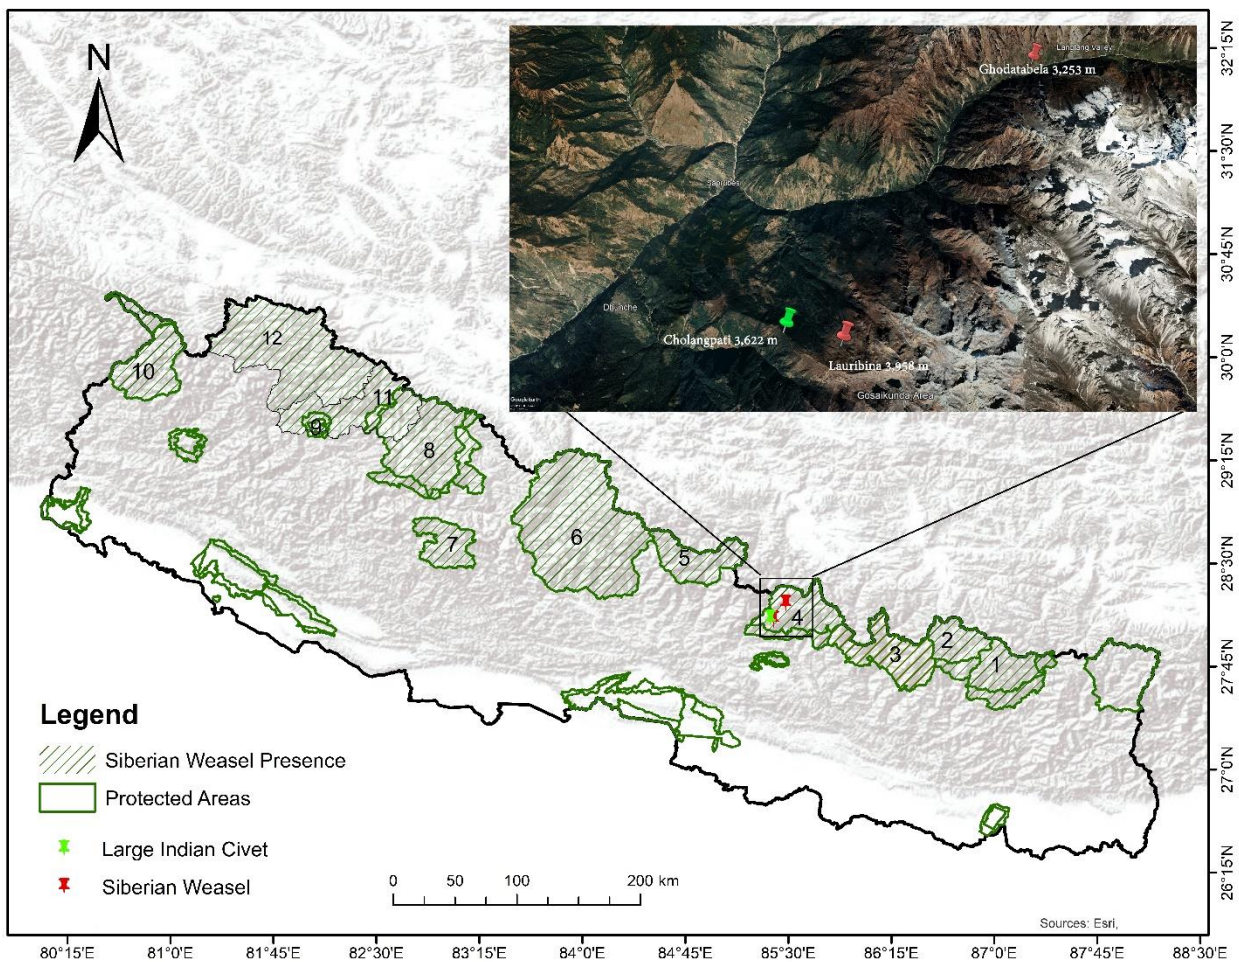 N
Langtang Valley
Ghodatabela 3,253 m
Dhunche
Cholangpati 3,622 m
Lauribina 3,958 m
Gosaikunda Area
Google Earth
12
10
11
9
8
7
6
5
4
3
2
1
Legend
Siberian Weasel Presence
Protected Areas
Large Indian Civet
Siberian Weasel
0 50 100 200 km
Sources: Esri,
32°15'N
31°30'N
30°45'N
30°0'N
29°15'N
28°30'N
27°45'N
27°0'N
26°15'N
80°15'E 81°0'E 81°45'E 82°30'E 83°15'E 84°0'E 84°45'E 85°30'E 86°15'E 87°0'E 87°45'E 88°30'E